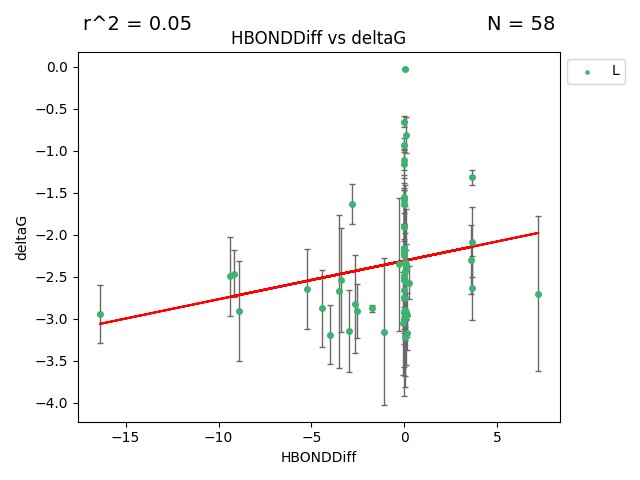 r^2 = 0.05 N = 58
HBONDDiff vs deltaG
L
0.0
−0.5
−1.0
−1.5
−2.0
−2.5
−3.0
−3.5
−4.0
deltaG
−15 −10 −5 0 5
HBONDDiff